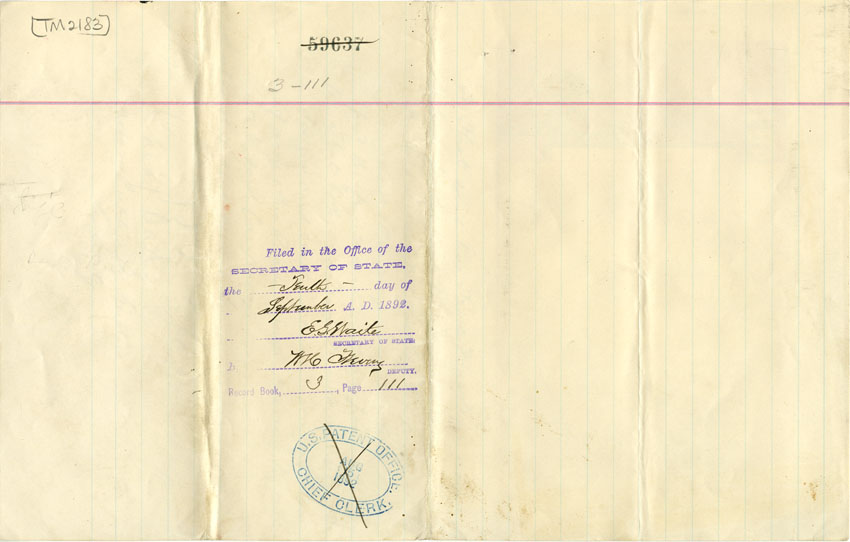 [TM2183]
59637
3-111
Filed in the Office of the
SECRETARY OF STATE,
the - Tenth - day of
September A. D. 1892.
E.G. Waite
SECRETARY OF STATE
b
W H
DEPUTY.
Record Book, 3, Page 111
U.S. PATENT OFFICE.
1892
CHIEF CLERK.